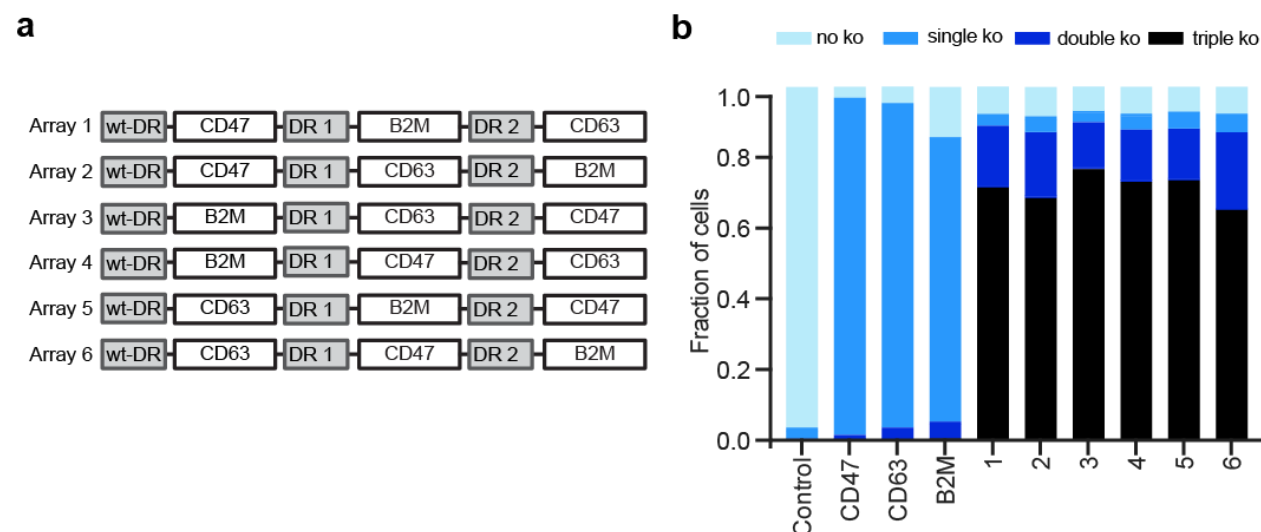 a
Array 1 wt-DR CD47 DR 1 B2M DR 2 CD63
Array 2 wt-DR CD47 DR 1 CD63 DR 2 B2M
Array 3 wt-DR B2M DR 1 CD63 DR 2 CD47
Array 4 wt-DR B2M DR 1 CD47 DR 2 CD63
Array 5 wt-DR CD63 DR 1 B2M DR 2 CD47
Array 6 wt-DR CD63 DR 1 CD47 DR 2 B2M
b
no ko single ko double ko triple ko
Fraction of cells
1.0
0.8
0.6
0.4
0.2
0.0
Control CD47 CD63 B2M 1 2 3 4 5 6